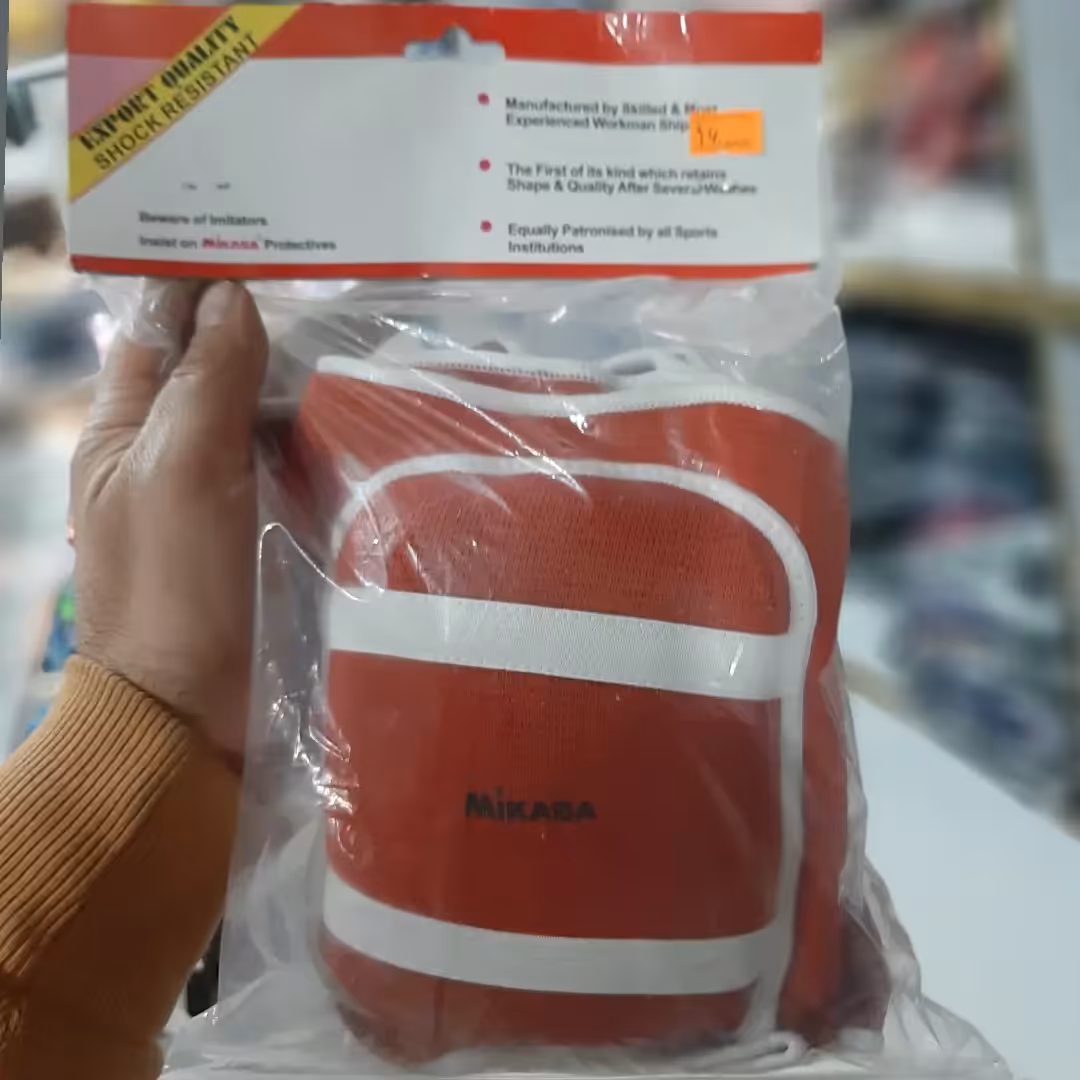 EXPORT QUALITY
SHOCK RESISTANT
Manufactured by Skilled & Most
Experienced Workman Ship
The First of its kind which retains
Shape & Quality After Several Washes
Equally Patronised by all Sports
Institutions
Beware of Imitators
Insist on Mikasa Protectives
MiKASA